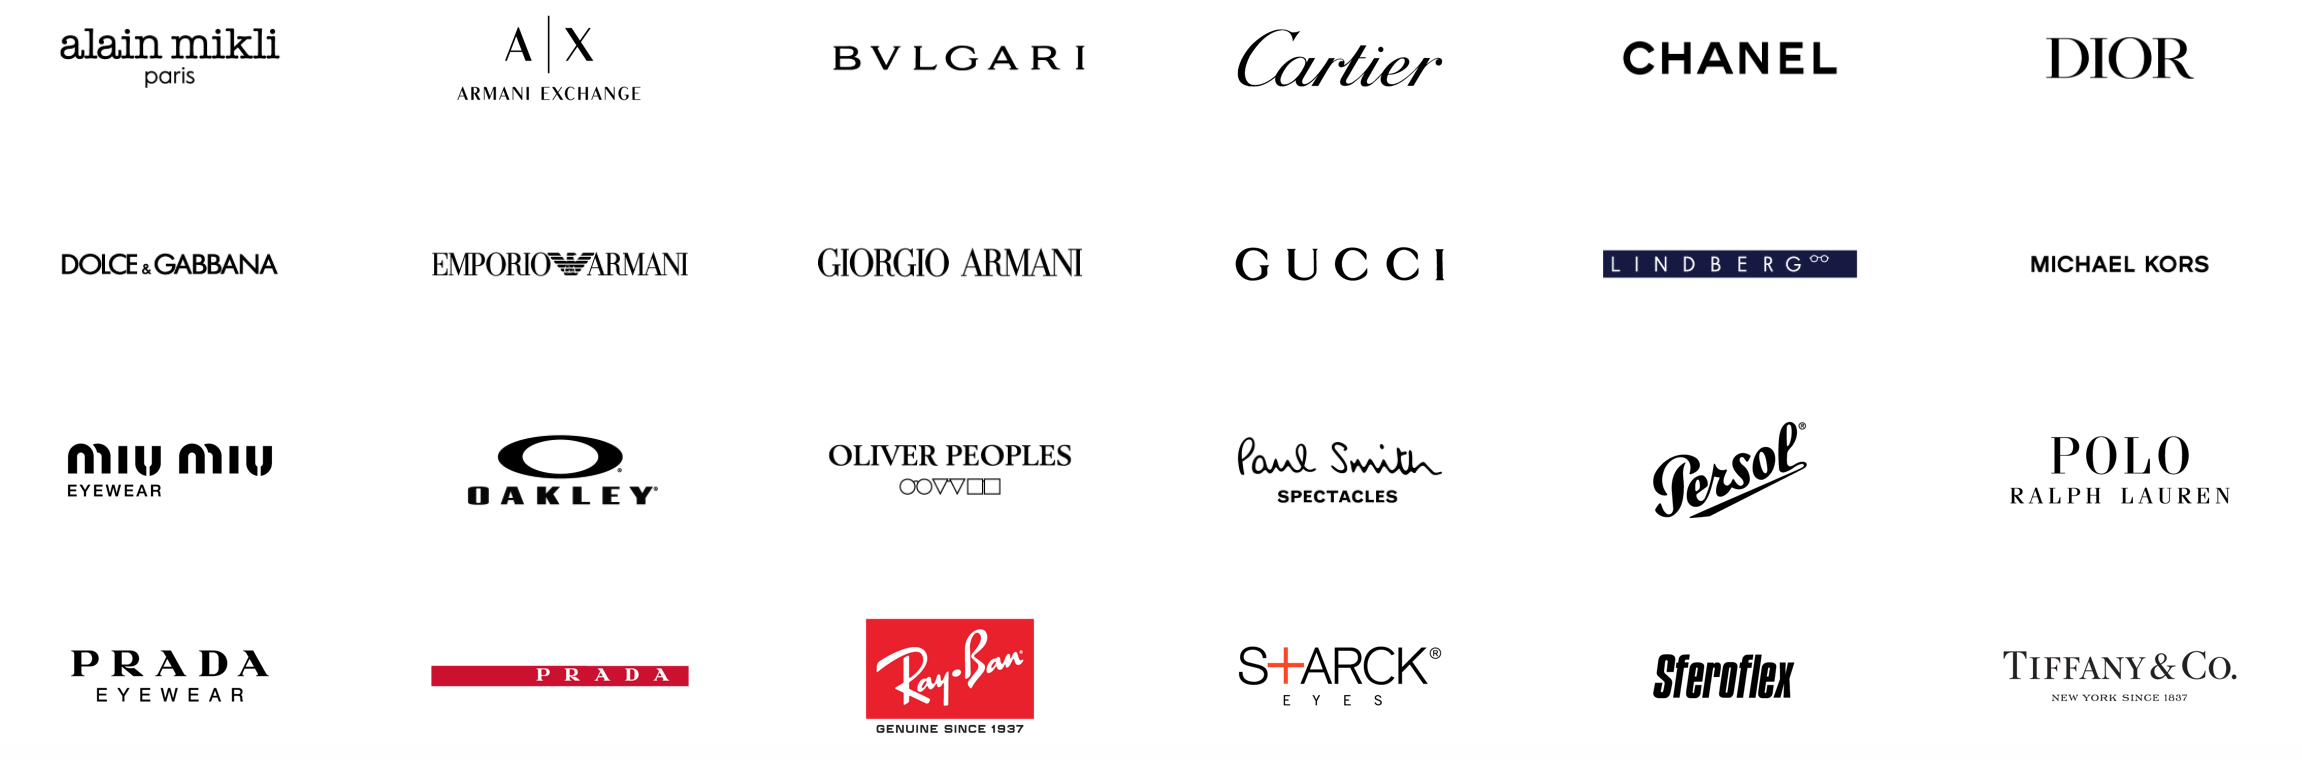 alain mikli
paris
A|X
ARMANI EXCHANGE
BVLGARI
Cartier
CHANEL
DIOR
DOLCE & GABBANA
EMPORIO ARMANI
GIORGIO ARMANI
GUCCI
LINDBERG
MICHAEL KORS
miu miu
EYEWEAR
OAKLEY®
OLIVER PEOPLES
Paul Smith
SPECTACLES
Persol®
POLO
RALPH LAUREN
PRADA
EYEWEAR
PRADA
Ray-Ban
GENUINE SINCE 1937
STARCK®
EYES
Sferoflex
TIFFANY & CO.
NEW YORK SINCE 1837